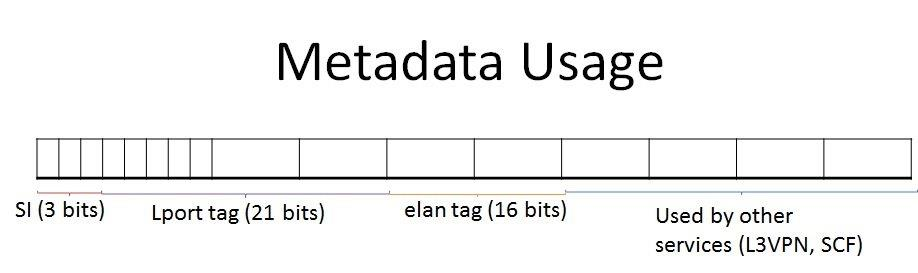 Metadata Usage
SI (3 bits)
Lport tag (21 bits)
elan tag (16 bits)
Used by other
services (L3VPN, SCF)